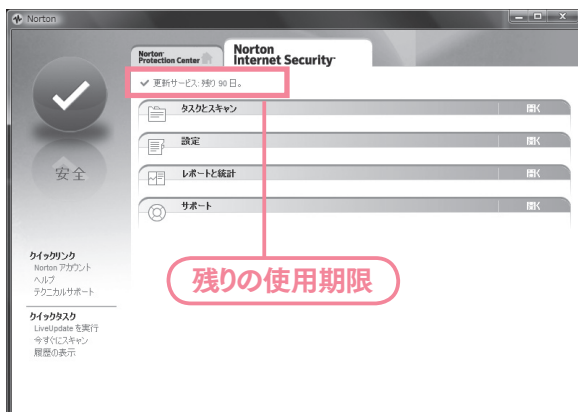 Norton
Norton
Protection Center
Norton
Internet Security
更新サービス: 残り 90 日。
タスクとスキャン
開く
設定
開く
レポートと統計
開く
サポート
開く
安全
残りの使用期限
クイックリンク
Norton アカウント
ヘルプ
テクニカルサポート
クイックタスク
LiveUpdate を実行
今すぐにスキャン
履歴の表示